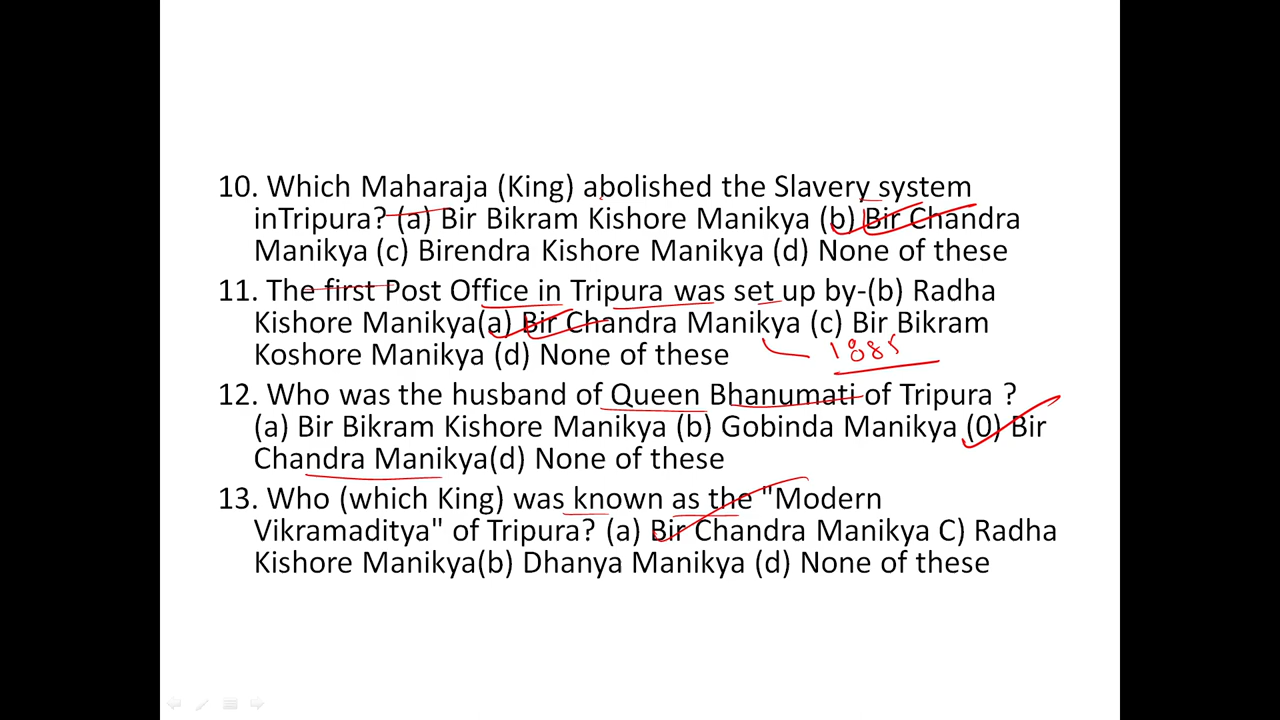 10. Which Maharaja (King) abolished the Slavery system
inTripura? (a) Bir Bikram Kishore Manikya (b) Bir Chandra
Manikya (c) Birendra Kishore Manikya (d) None of these
11. The first Post Office in Tripura was set up by-(b) Radha
Kishore Manikya(a) Bir Chandra Manikya (c) Bir Bikram
Koshore Manikya (d) None of these
1885
12. Who was the husband of Queen Bhanumati of Tripura ?
(a) Bir Bikram Kishore Manikya (b) Gobinda Manikya (0) Bir
Chandra Manikya(d) None of these
13. Who (which King) was known as the "Modern
Vikramaditya" of Tripura? (a) Bir Chandra Manikya C) Radha
Kishore Manikya(b) Dhanya Manikya (d) None of these